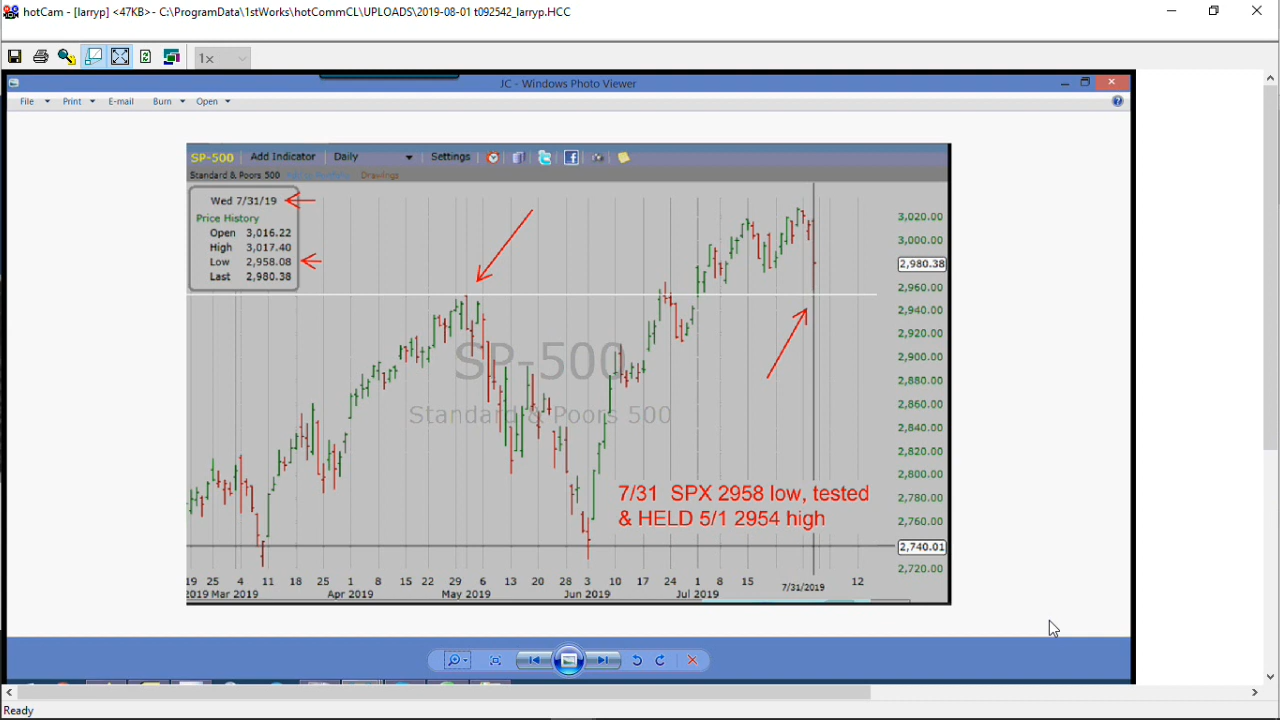 hotCam - [larryp] <47KB> - C:\ProgramData\1stWorks\hotCommCL\UPLOADS\2019-08-01 t092542_larryp.HCC
1x
JC - Windows Photo Viewer
File Print E-mail Burn Open
SP-500 Add Indicator Daily Settings
Standard & Poors 500 Drawings
Wed 7/31/19
Price History
Open 3,016.22
High 3,017.40
Low 2,958.08
Last 2,980.38
3,020.00
3,000.00
2,980.38
2,960.00
2,940.00
2,920.00
2,900.00
2,880.00
2,860.00
2,840.00
2,820.00
2,800.00
2,780.00
2,760.00
2,740.01
2,720.00
SP-500
Standard & Poors 500
7/31 SPX 2958 low, tested
& HELD 5/1 2954 high
19 25 4 11 18 25 1 8 15 22 29 6 13 20 28 3 10 17 24 1 8 15 7/31/2019 12
2019 Mar 2019 Apr 2019 May 2019 Jun 2019 Jul 2019
Ready